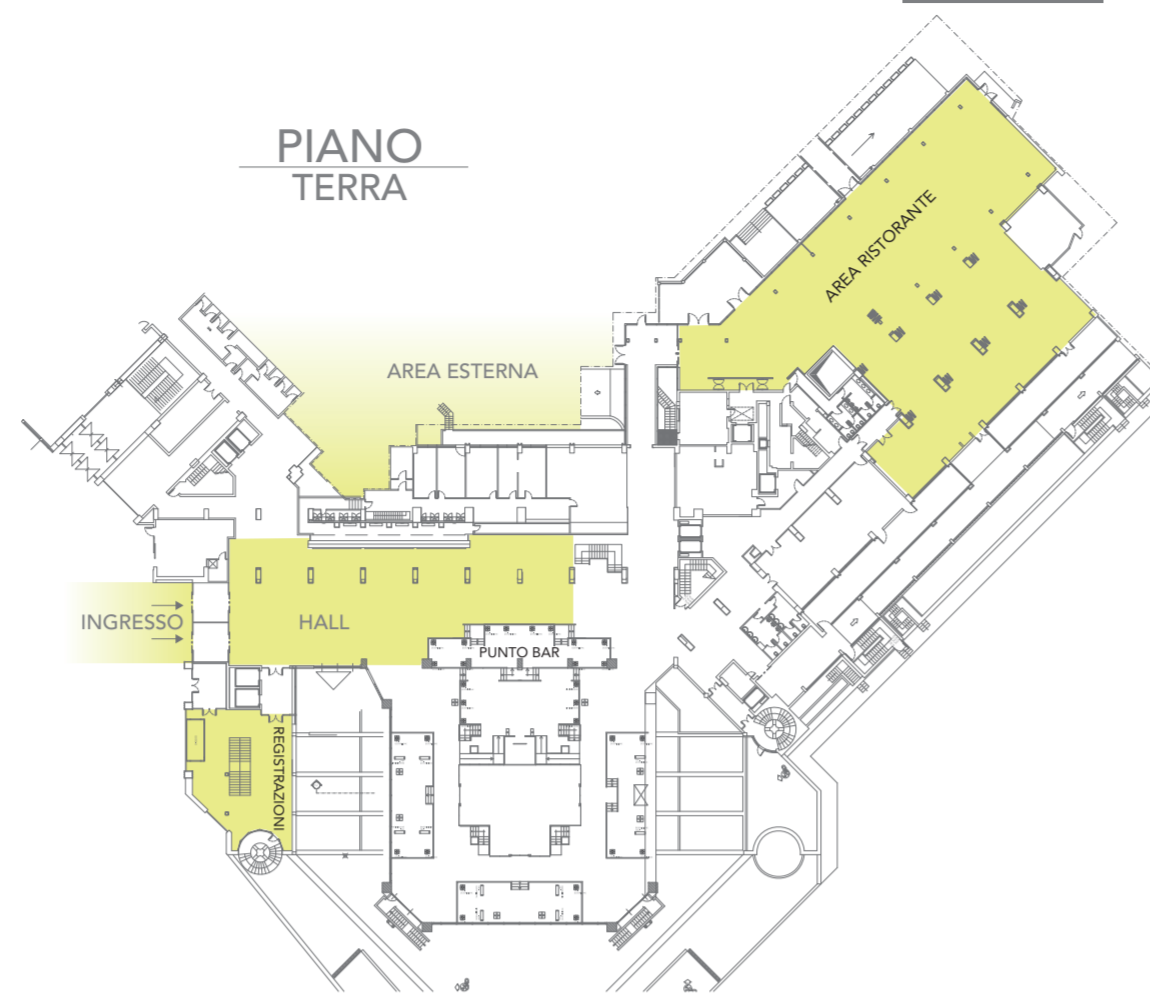 PIANO
TERRA
AREA RISTORANTE
AREA ESTERNA
INGRESSO
HALL
PUNTO BAR
REGISTRAZIONI